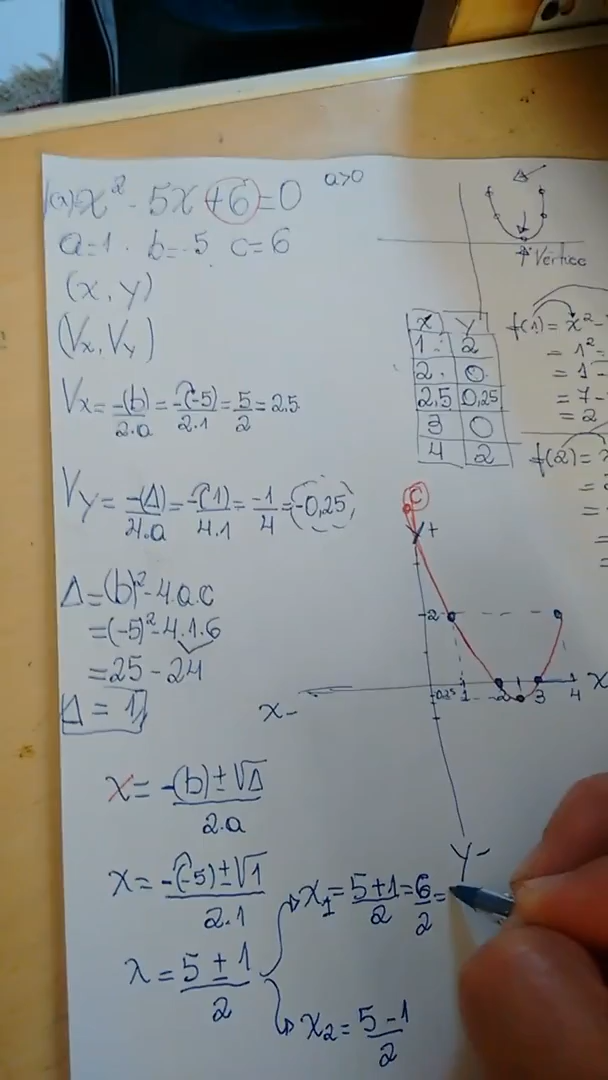 a) x² - 5x + 6 = 0 a>0
a=1 b=-5 c=6
(x, y)
(Vx, Vy)
Vx = -(b)/2.a = -(-5)/2.1 = 5/2 = 2.5
Vy = -(Δ)/4.a = -(1)/4.1 = -1/4 = (-0,25)
Δ = (b)² - 4.a.c
= (-5)² - 4.1.6
= 25 - 24
Δ = 1
x = -(b) ± √Δ / 2.a
x = -(-5) ± √1 / 2.1
x = 5 ± 1 / 2
x₁ = 5+1/2 = 6/2 =
x₂ = 5-1/2
Vértice
x y
1 2
2 0
2,5 0,25
3 0
4 2
f(1) = x² -
= 1²
= 1 -
= 7 -
= 2
f(2) =
=
=
=
=
C
y+
2
0,25 1 2 3 4 x
x-
y-